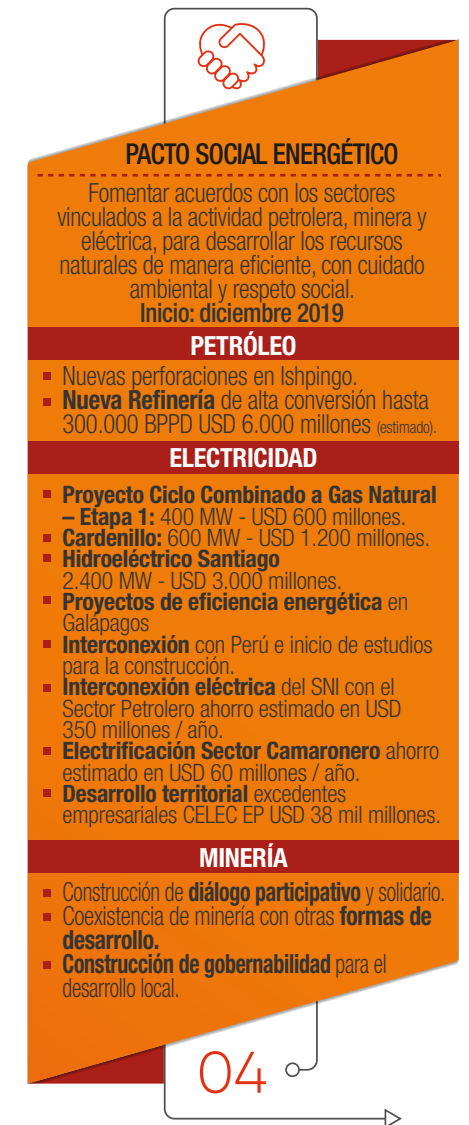 PACTO SOCIAL ENERGÉTICO
Fomentar acuerdos con los sectores
vinculados a la actividad petrolera, minera y
eléctrica, para desarrollar los recursos
naturales de manera eficiente, con cuidado
ambiental y respeto social.
Inicio: diciembre 2019
PETRÓLEO
Nuevas perforaciones en Ishpingo.
Nueva Refinería de alta conversión hasta
300.000 BPPD USD 6.000 millones (estimado).
ELECTRICIDAD
Proyecto Ciclo Combinado a Gas Natural
– Etapa 1: 400 MW - USD 600 millones.
Cardenillo: 600 MW - USD 1.200 millones.
Hidroeléctrico Santiago
2.400 MW - USD 3.000 millones.
Proyectos de eficiencia energética en
Galápagos
Interconexión con Perú e inicio de estudios
para la construcción.
Interconexión eléctrica del SNI con el
Sector Petrolero ahorro estimado en USD
350 millones / año.
Electrificación Sector Camaronero ahorro
estimado en USD 60 millones / año.
Desarrollo territorial excedentes
empresariales CELEC EP USD 38 mil millones.
MINERÍA
Construcción de diálogo participativo y solidario.
Coexistencia de minería con otras formas de
desarrollo.
Construcción de gobernabilidad para el
desarrollo local.
04